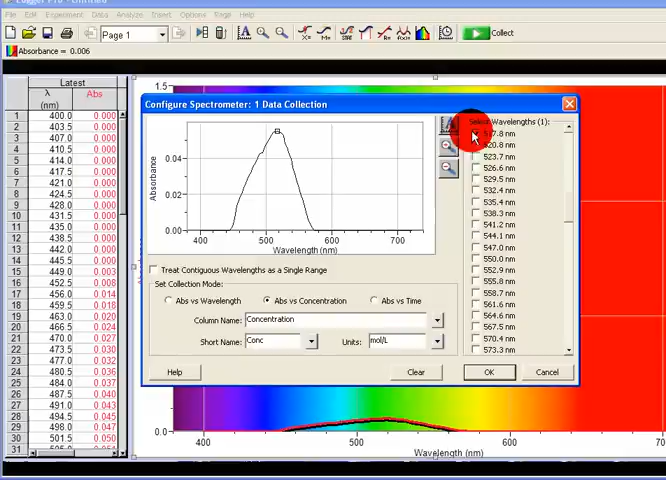 Logger Pro - Untitled
File Edit Experiment Data Analyze Insert Options Page Help
Page 1
Collect
Absorbance = 0.006
Latest
λ Abs
(nm)
1 400.0 0.000
2 403.5 0.000
3 407.0 0.000
4 410.5 0.000
5 414.0 0.000
6 417.5 0.000
7 421.0 0.000
8 424.5 0.000
9 428.0 0.000
10 431.5 0.000
11 435.0 0.000
12 438.5 0.000
13 442.0 0.000
14 445.5 0.000
15 449.0 0.003
16 452.5 0.009
17 456.0 0.014
18 459.5 0.018
19 463.0 0.020
20 466.5 0.023
21 470.0 0.025
22 473.5 0.027
23 477.0 0.032
24 480.5 0.036
25 484.0 0.037
26 487.5 0.040
27 491.0 0.043
28 494.5 0.045
29 498.0 0.047
30 501.5 0.050
31
1.5
0.0
400
500
600
700
Wavelength (nm)
Configure Spectrometer: 1 Data Collection
Absorbance
0.04
0.02
0.00
400 500 600 700
Wavelength (nm)
Select Wavelengths (1):
517.8 nm
520.8 nm
523.7 nm
526.6 nm
529.5 nm
532.4 nm
535.4 nm
538.3 nm
541.2 nm
544.1 nm
547.0 nm
550.0 nm
552.9 nm
555.8 nm
558.7 nm
561.6 nm
564.6 nm
567.5 nm
570.4 nm
573.3 nm
Treat Contiguous Wavelengths as a Single Range
Set Collection Mode:
Abs vs Wavelength Abs vs Concentration Abs vs Time
Column Name: Concentration
Short Name: Conc Units: mol/L
Help Clear OK Cancel